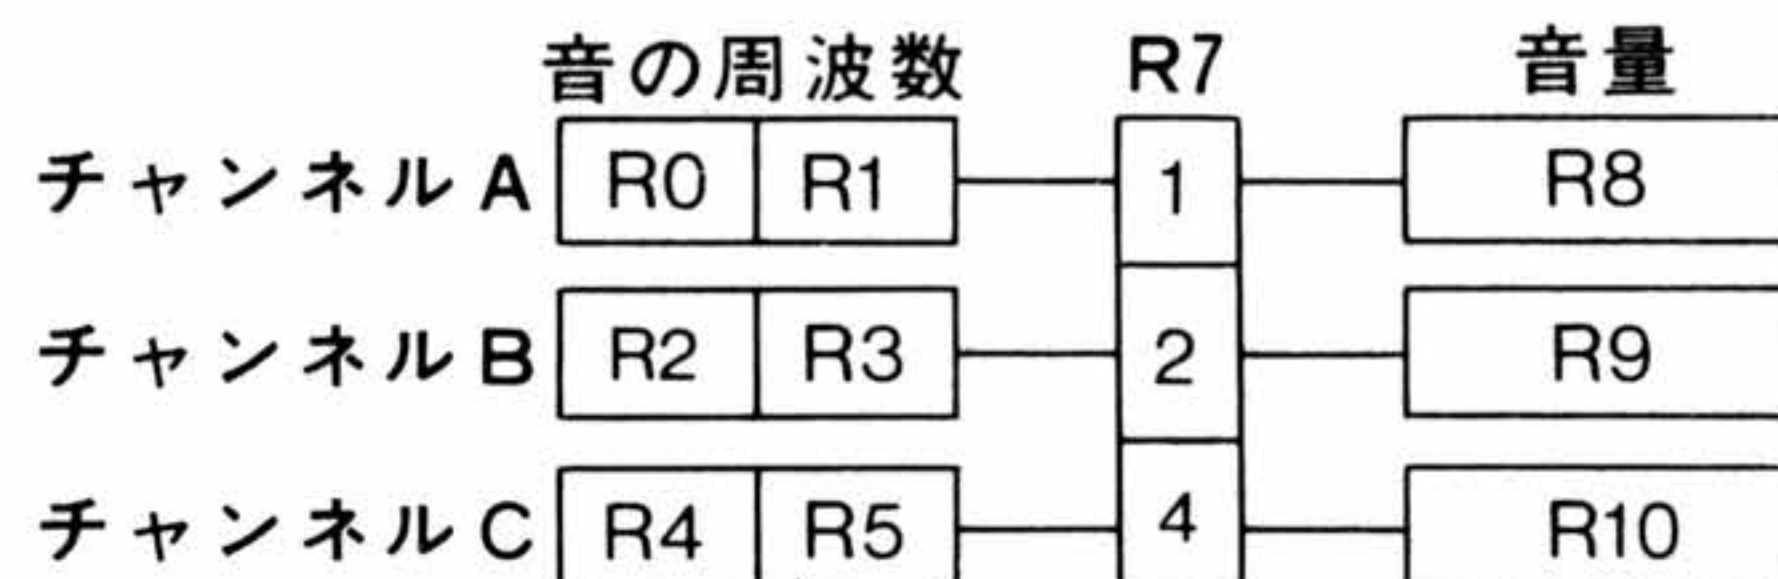 音の周波数 R7 音量
チャンネルA R0 R1 1 R8
チャンネルB R2 R3 2 R9
チャンネルC R4 R5 4 R10